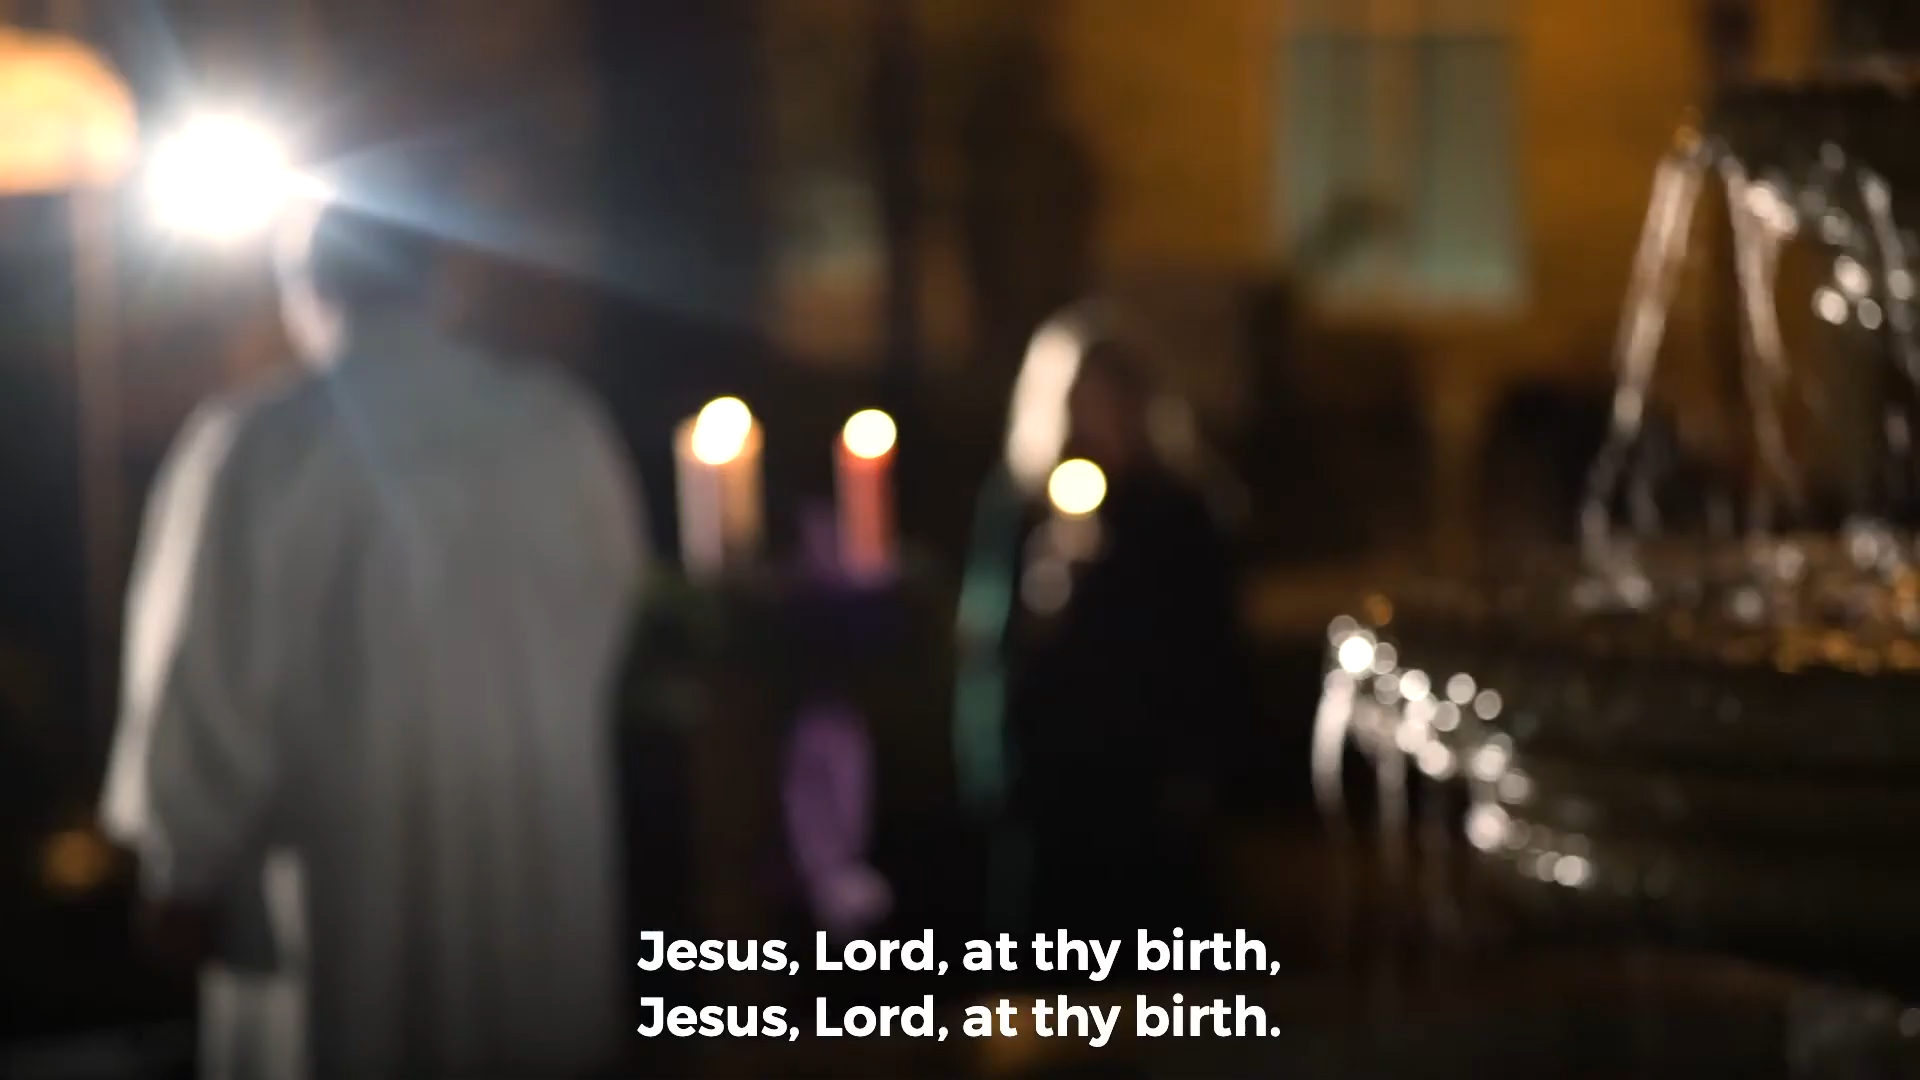 Jesus, Lord, at thy birth,
Jesus, Lord, at thy birth.